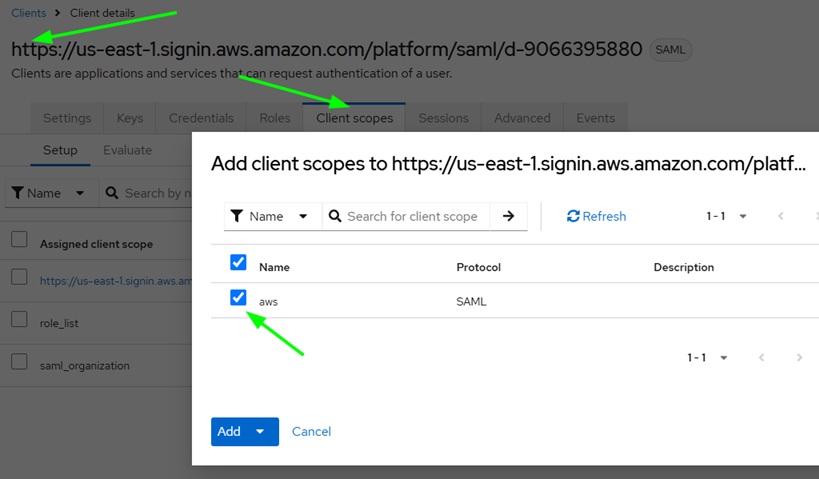 Clients > Client details
https://us-east-1.signin.aws.amazon.com/platform/saml/d-9066395880 SAML
Clients are applications and services that can request authentication of a user.
Settings Keys Credentials Roles Client scopes Sessions Advanced Events
Setup Evaluate
Name Search by n
Assigned client scope
https://us-east-1.signin.aws.am
role_list
saml_organization
Add client scopes to https://us-east-1.signin.aws.amazon.com/platf...
Name Search for client scope Refresh 1 - 1
Name Protocol Description
aws SAML
1 - 1
Add Cancel